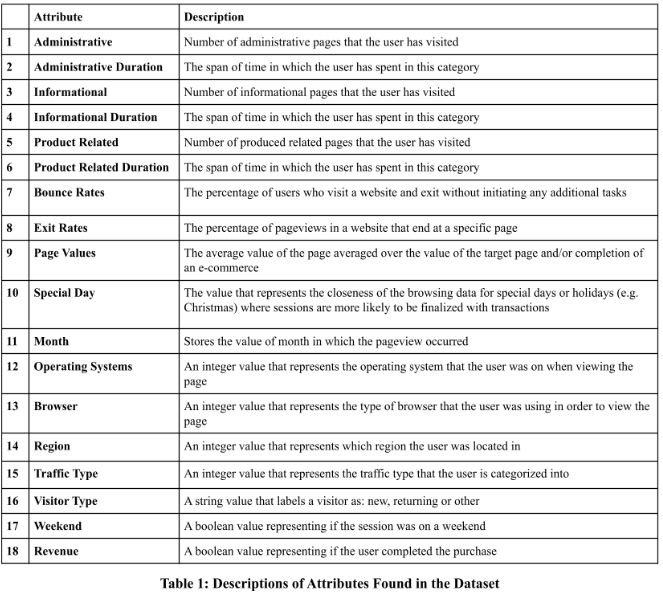 Attribute Description
1 Administrative Number of administrative pages that the user has visited
2 Administrative Duration The span of time in which the user has spent in this category
3 Informational Number of informational pages that the user has visited
4 Informational Duration The span of time in which the user has spent in this category
5 Product Related Number of produced related pages that the user has visited
6 Product Related Duration The span of time in which the user has spent in this category
7 Bounce Rates The percentage of users who visit a website and exit without initiating any additional tasks
8 Exit Rates The percentage of pageviews in a website that end at a specific page
9 Page Values The average value of the page averaged over the value of the target page and/or completion of
an e-commerce
10 Special Day The value that represents the closeness of the browsing data for special days or holidays (e.g.
Christmas) where sessions are more likely to be finalized with transactions
11 Month Stores the value of month in which the pageview occurred
12 Operating Systems An integer value that represents the operating system that the user was on when viewing the
page
13 Browser An integer value that represents the type of browser that the user was using in order to view the
page
14 Region An integer value that represents which region the user was located in
15 Traffic Type An integer value that represents the traffic type that the user is categorized into
16 Visitor Type A string value that labels a visitor as: new, returning or other
17 Weekend A boolean value representing if the session was on a weekend
18 Revenue A boolean value representing if the user completed the purchase
Table 1: Descriptions of Attributes Found in the Dataset